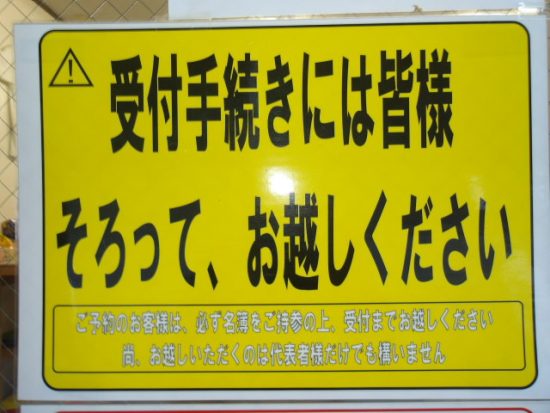 受付手続きには皆様
そろって、お越しください
ご予約のお客様は、必ず名簿をご持参の上、受付までお越しください
尚、お越しいただくのは代表者様だけでも構いません